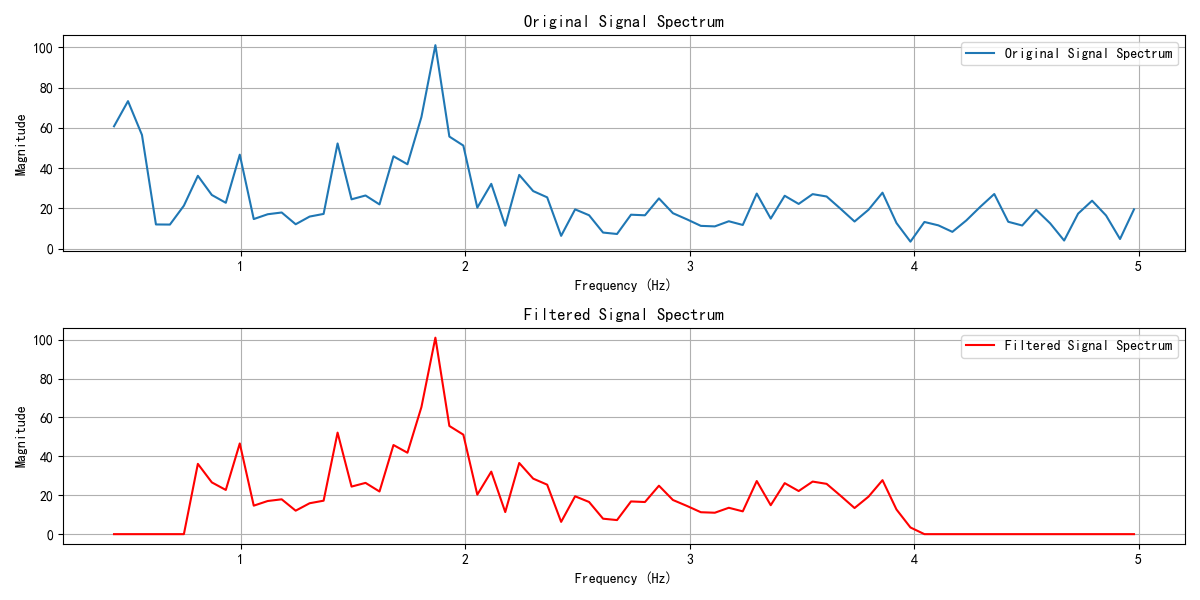 Original Signal Spectrum
Original Signal Spectrum
100
80
60
40
20
0
Magnitude
1 2 3 4 5
Frequency (Hz)
Filtered Signal Spectrum
Filtered Signal Spectrum
100
80
60
40
20
0
Magnitude
1 2 3 4 5
Frequency (Hz)